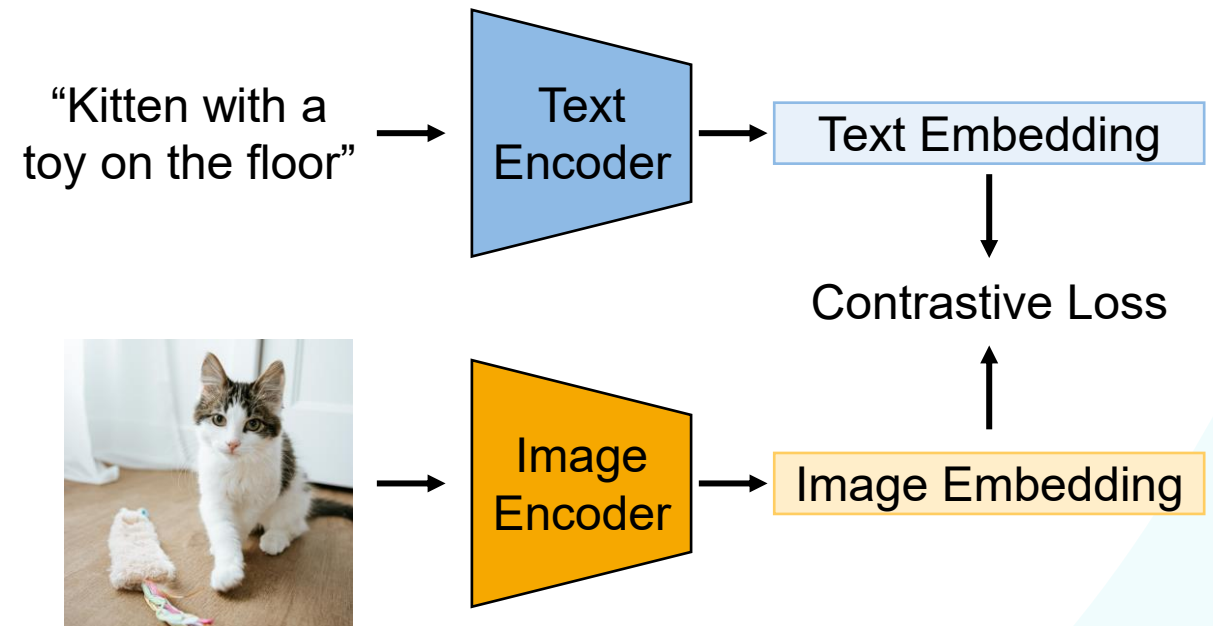 “Kitten with a
toy on the floor”
Text
Encoder
Text Embedding
Contrastive Loss
Image
Encoder
Image Embedding